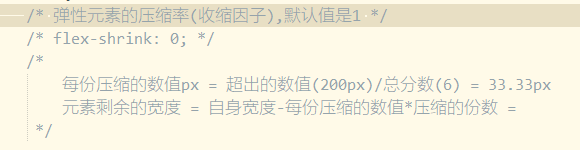 /* 弹性元素的压缩率(收缩因子),默认值是1 */
/* flex-shrink: 0; */
/*
每份压缩的数值px = 超出的数值(200px)/总分数(6) = 33.33px
元素剩余的宽度 = 自身宽度-每份压缩的数值*压缩的份数 =
*/